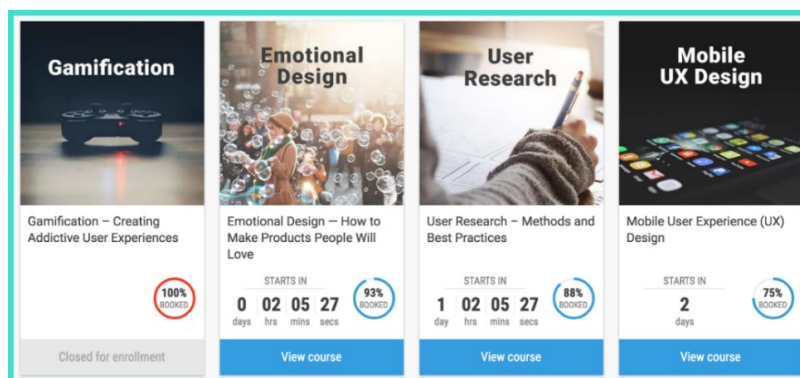 Gamification
Gamification – Creating
Addictive User Experiences
100%
BOOKED
Closed for enrollment
Emotional
Design
Emotional Design — How to
Make Products People Will
Love
STARTS IN
0 02 05 27
days hrs mins secs
93%
BOOKED
View course
User
Research
User Research – Methods and
Best Practices
STARTS IN
1 02 05 27
day hrs mins secs
88%
BOOKED
View course
Mobile
UX Design
Mobile User Experience (UX)
Design
STARTS IN
2
days
75%
BOOKED
View course